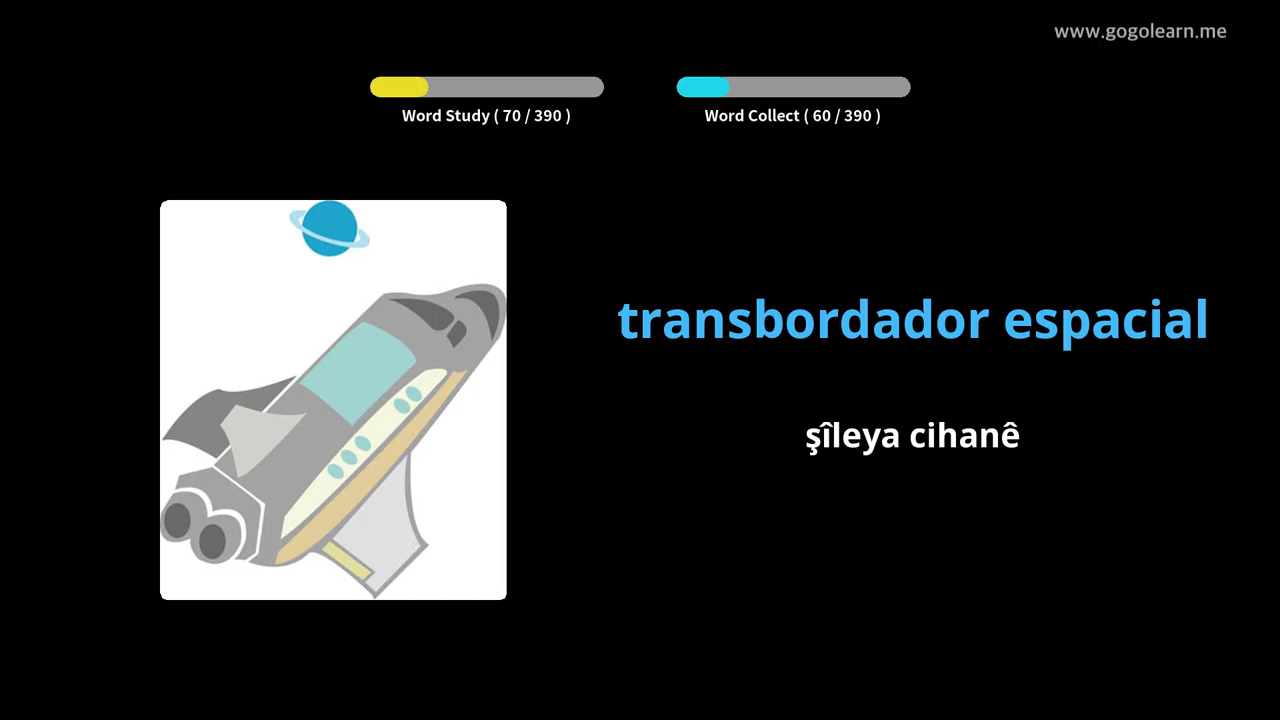 www.gogolearn.me
Word Study ( 70 / 390 )
Word Collect ( 60 / 390 )
transbordador espacial
şîleya cihanê